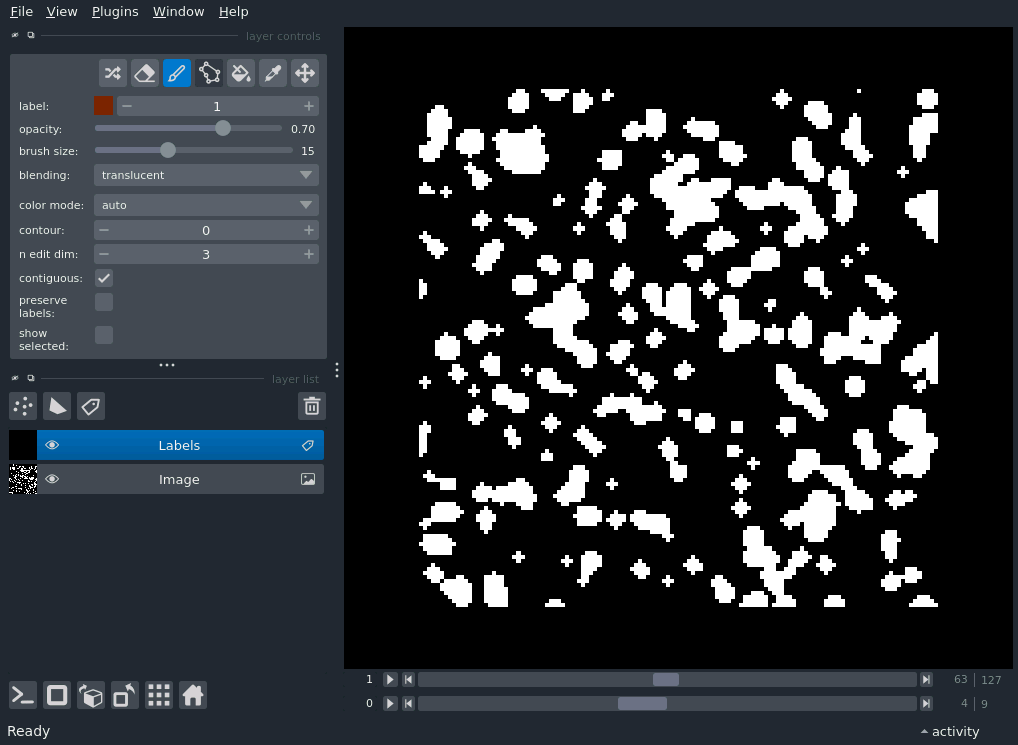 File View Plugins Window Help
layer controls
label: 1
opacity: 0.70
brush size: 15
blending: translucent
color mode: auto
contour: 0
n edit dim: 3
contiguous:
preserve
labels:
show
selected:
layer list
Labels
Image
1 63 127
0 4 9
Ready activity